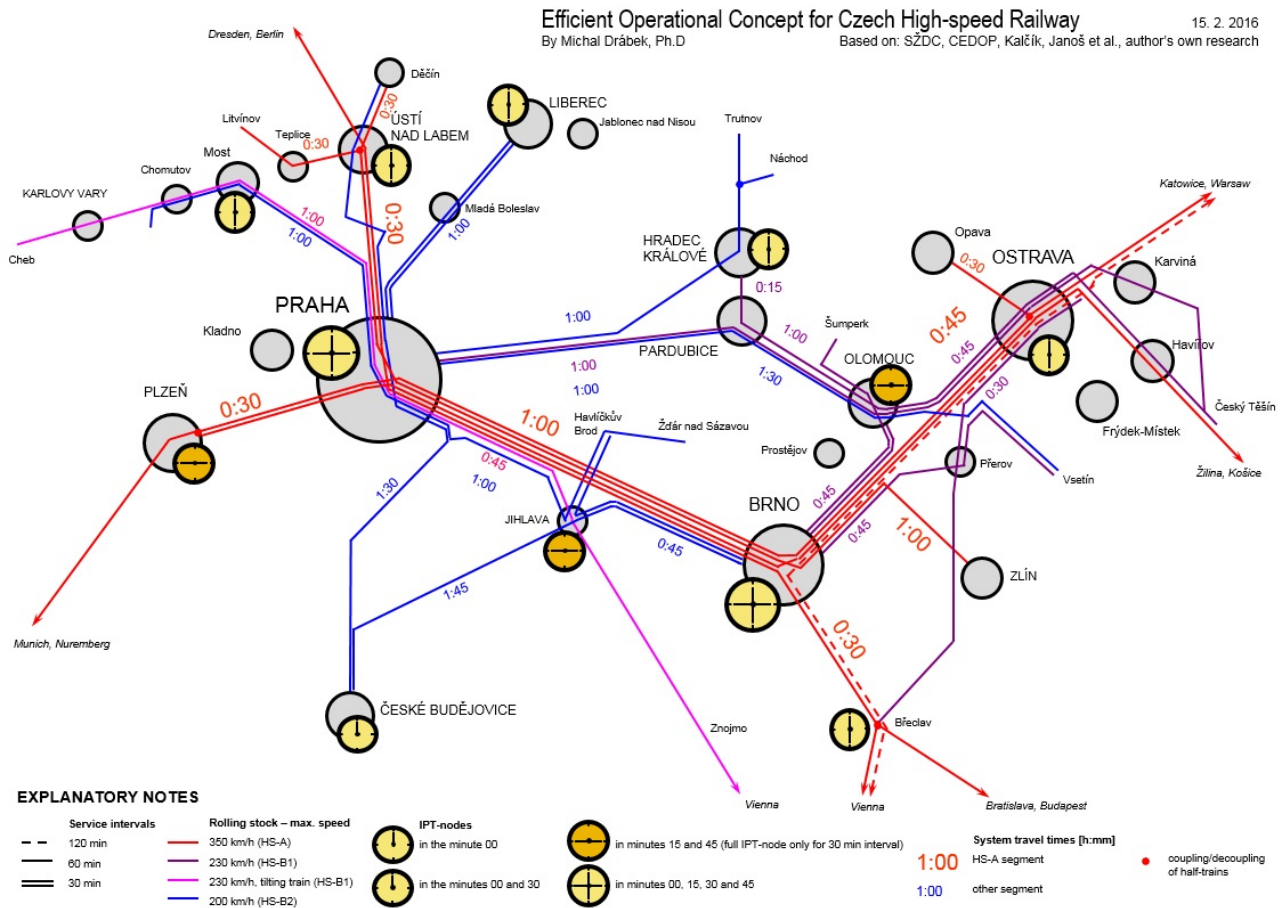 Efficient Operational Concept for Czech High-speed Railway
15. 2. 2016
By Michal Drábek, Ph.D
Based on: SŽDC, CEDOP, Kalčík, Janoš et al., author's own research
Dresden, Berlin
Děčín
0:30
LIBEREC
Jablonec nad Nisou
Litvínov
Teplice
0:30
ÚSTÍ
NAD LABEM
Most
Chomutov
KARLOVY VARY
Cheb
1:00
1:00
0:30
Mladá Boleslav
1:00
Trutnov
Náchod
HRADEC
KRÁLOVÉ
0:15
Katowice, Warsaw
Opava
0:30
OSTRAVA
Karviná
PRAHA
Kladno
1:00
PARDUBICE
1:00
1:00
1:00
Šumperk
1:30
OLOMOUC
0:45
0:45
0:30
Havířov
Český Těšín
Frýdek-Místek
Žilina, Košice
PLZEŇ
0:30
1:00
Havlíčkův
Brod
Žďár nad Sázavou
Prostějov
Přerov
Vsetín
0:45
1:00
1:30
JIHLAVA
BRNO
0:45
0:45
0:45
1:00
ZLÍN
1:45
0:30
Munich, Nuremberg
ČESKÉ BUDĚJOVICE
Znojmo
Břeclav
Vienna
Vienna
Bratislava, Budapest
EXPLANATORY NOTES
Service intervals
120 min
60 min
30 min
Rolling stock – max. speed
350 km/h (HS-A)
230 km/h (HS-B1)
230 km/h, tilting train (HS-B1)
200 km/h (HS-B2)
IPT-nodes
in the minute 00
in the minutes 00 and 30
in minutes 15 and 45 (full IPT-node only for 30 min interval)
in minutes 00, 15, 30 and 45
System travel times [h:mm]
1:00 HS-A segment
1:00 other segment
coupling/decoupling
of half-trains